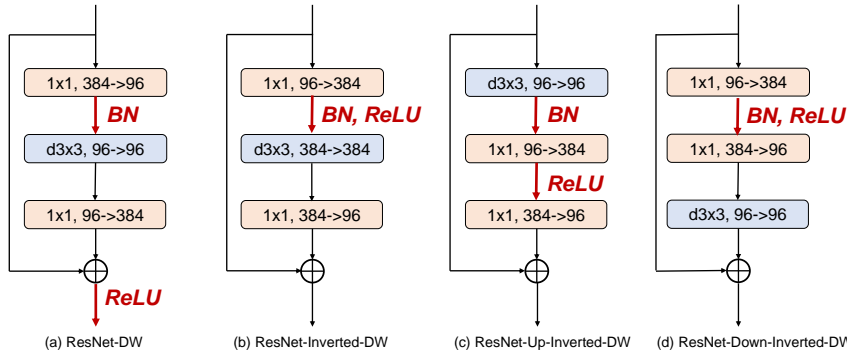 1x1, 384->96
BN
d3x3, 96->96
1x1, 96->384
ReLU
(a) ResNet-DW
1x1, 96->384
BN, ReLU
d3x3, 384->384
1x1, 384->96
(b) ResNet-Inverted-DW
d3x3, 96->96
BN
1x1, 96->384
ReLU
1x1, 384->96
(c) ResNet-Up-Inverted-DW
1x1, 96->384
BN, ReLU
1x1, 384->96
d3x3, 96->96
(d) ResNet-Down-Inverted-DW